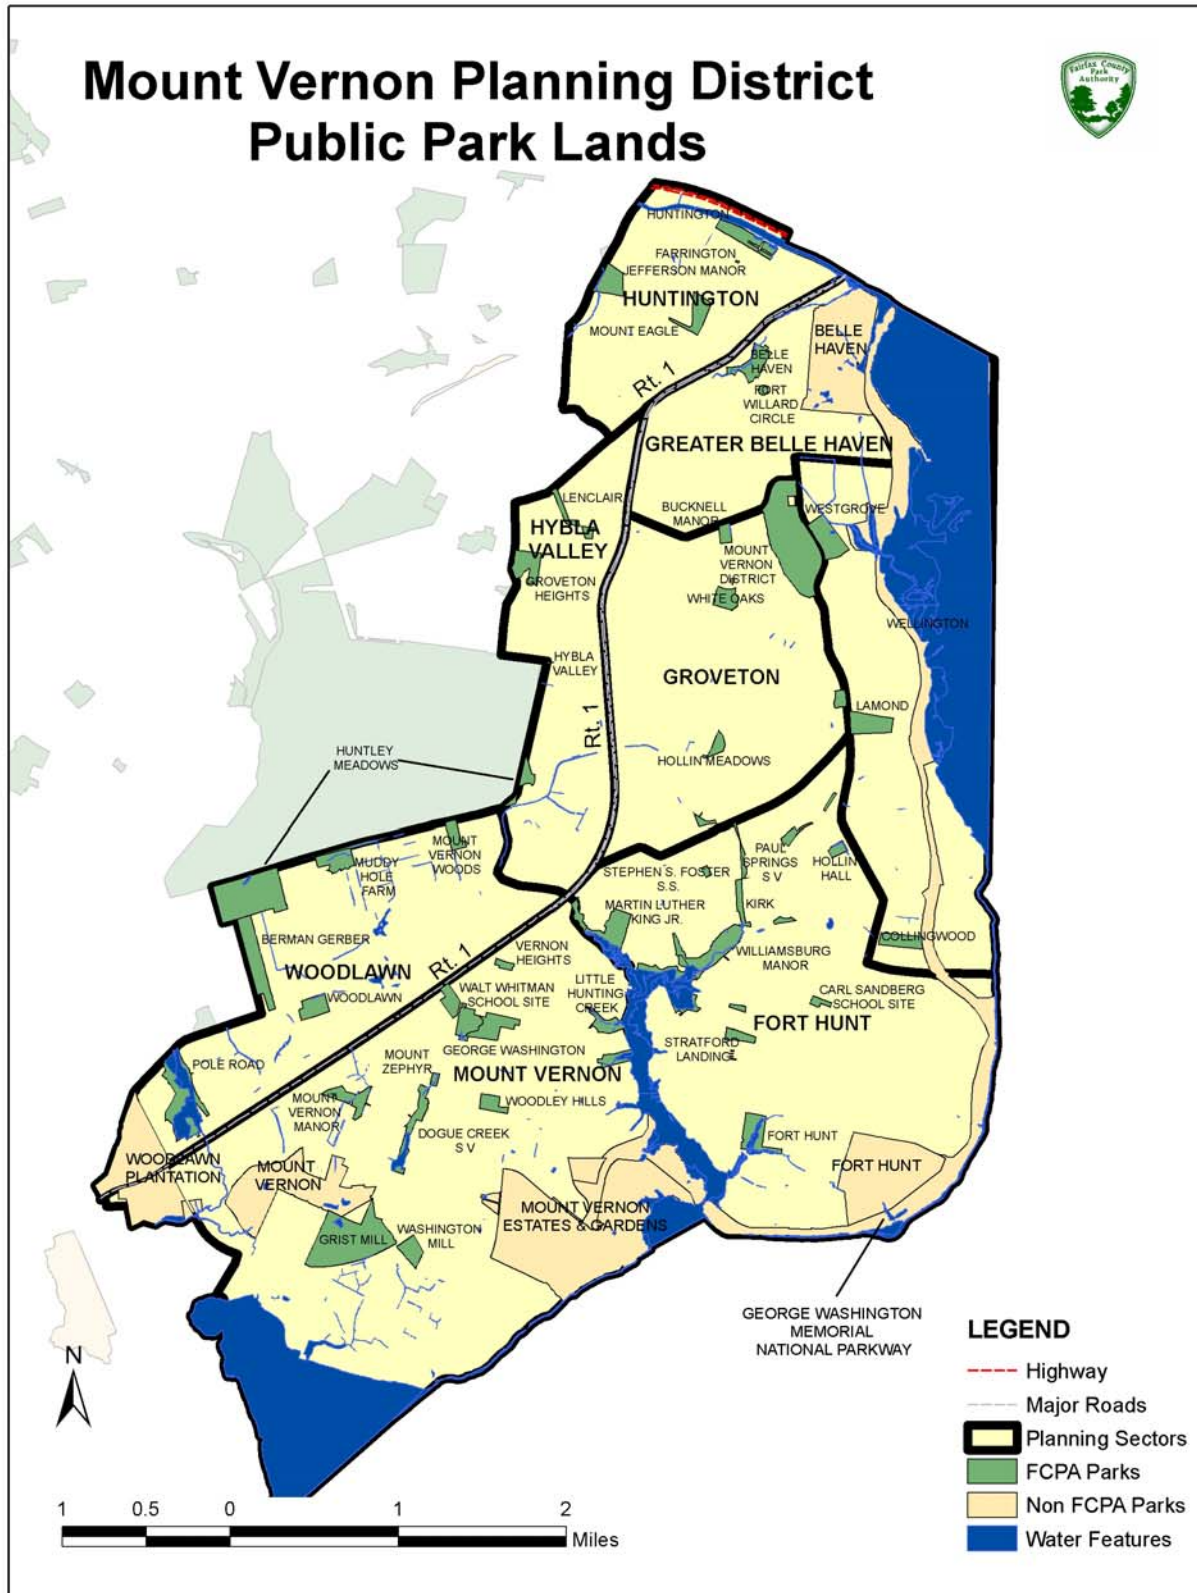 Mount Vernon Planning District
Public Park Lands
Fairfax County
Park
Authority
HUNTINGTON
FARRINGTON
JEFFERSON MANOR
HUNTINGTON
MOUNT EAGLE
Rt. 1
BELLE
HAVEN
BELLE
HAVEN
FORT
WILLARD
CIRCLE
GREATER BELLE HAVEN
LENCLAIR
BUCKNELL
MANOR
WESTGROVE
HYBLA
VALLEY
MOUNT
VERNON
DISTRICT
GROVETON
HEIGHTS
WHITE OAKS
WELLINGTON
HYBLA
VALLEY
GROVETON
Rt. 1
LAMOND
HUNTLEY
MEADOWS
HOLLIN MEADOWS
MOUNT
VERNON
WOODS
MUDDY
HOLE
FARM
PAUL
SPRINGS
S V
HOLLIN
HALL
STEPHEN S. FOSTER
S.S.
MARTIN LUTHER
KING JR.
KIRK
BERMAN GERBER
COLLINGWOOD
VERNON
HEIGHTS
WILLIAMSBURG
MANOR
WOODLAWN
Rt. 1
WOODLAWN
WALT WHITMAN
SCHOOL SITE
LITTLE
HUNTING
CREEK
CARL SANDBERG
SCHOOL SITE
FORT HUNT
GEORGE WASHINGTON
STRATFORD
LANDING
POLE ROAD
MOUNT
ZEPHYR
MOUNT VERNON
MOUNT
VERNON
MANOR
WOODLEY HILLS
DOGUE CREEK
S V
FORT HUNT
WOODLAWN
PLANTATION
MOUNT
VERNON
FORT HUNT
MOUNT VERNON
ESTATES & GARDENS
GRIST MILL
WASHINGTON
MILL
GEORGE WASHINGTON
MEMORIAL
NATIONAL PARKWAY
N
LEGEND
Highway
Major Roads
Planning Sectors
FCPA Parks
Non FCPA Parks
Water Features
1 0.5 0 1 2
Miles